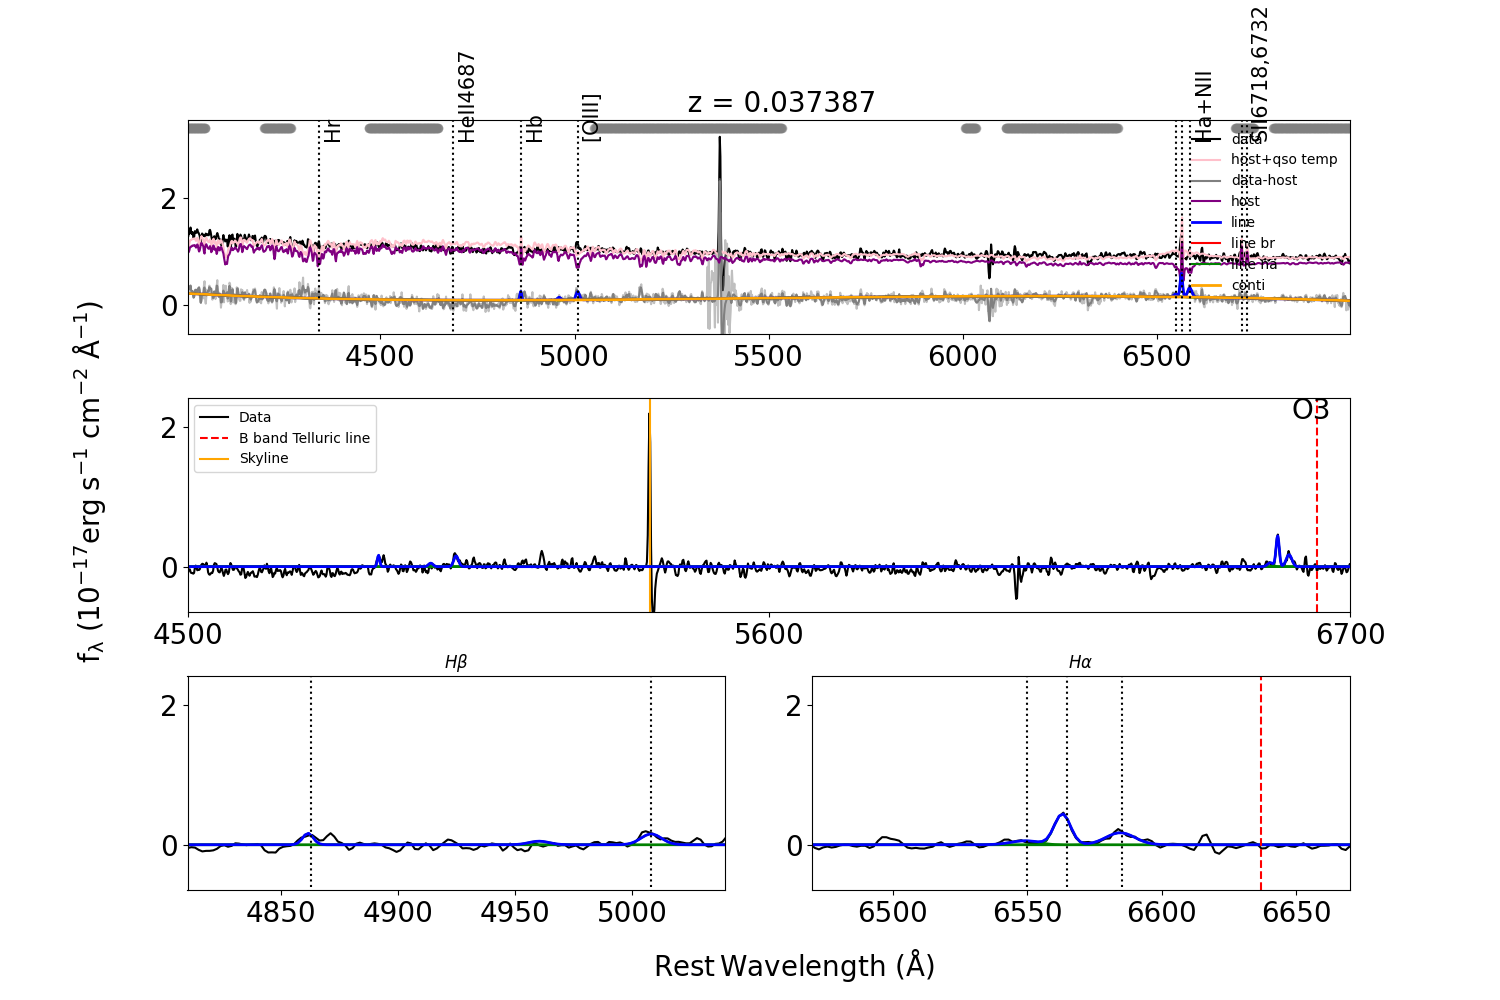 z = 0.037387
Hr
HeII4687
Hb
[OIII]
Ha+NII
SII6718,6732
data
host+qso temp
data-host
host
line
line br
line na
conti
2
0
4500
5000
5500
6000
6500
Data
B band Telluric line
Skyline
O3
2
0
4500
5600
6700
fλ (10−17erg s−1 cm−2 Å−1)
Hβ
2
0
4850
4900
4950
5000
Hα
2
0
6500
6550
6600
6650
Rest Wavelength (Å)